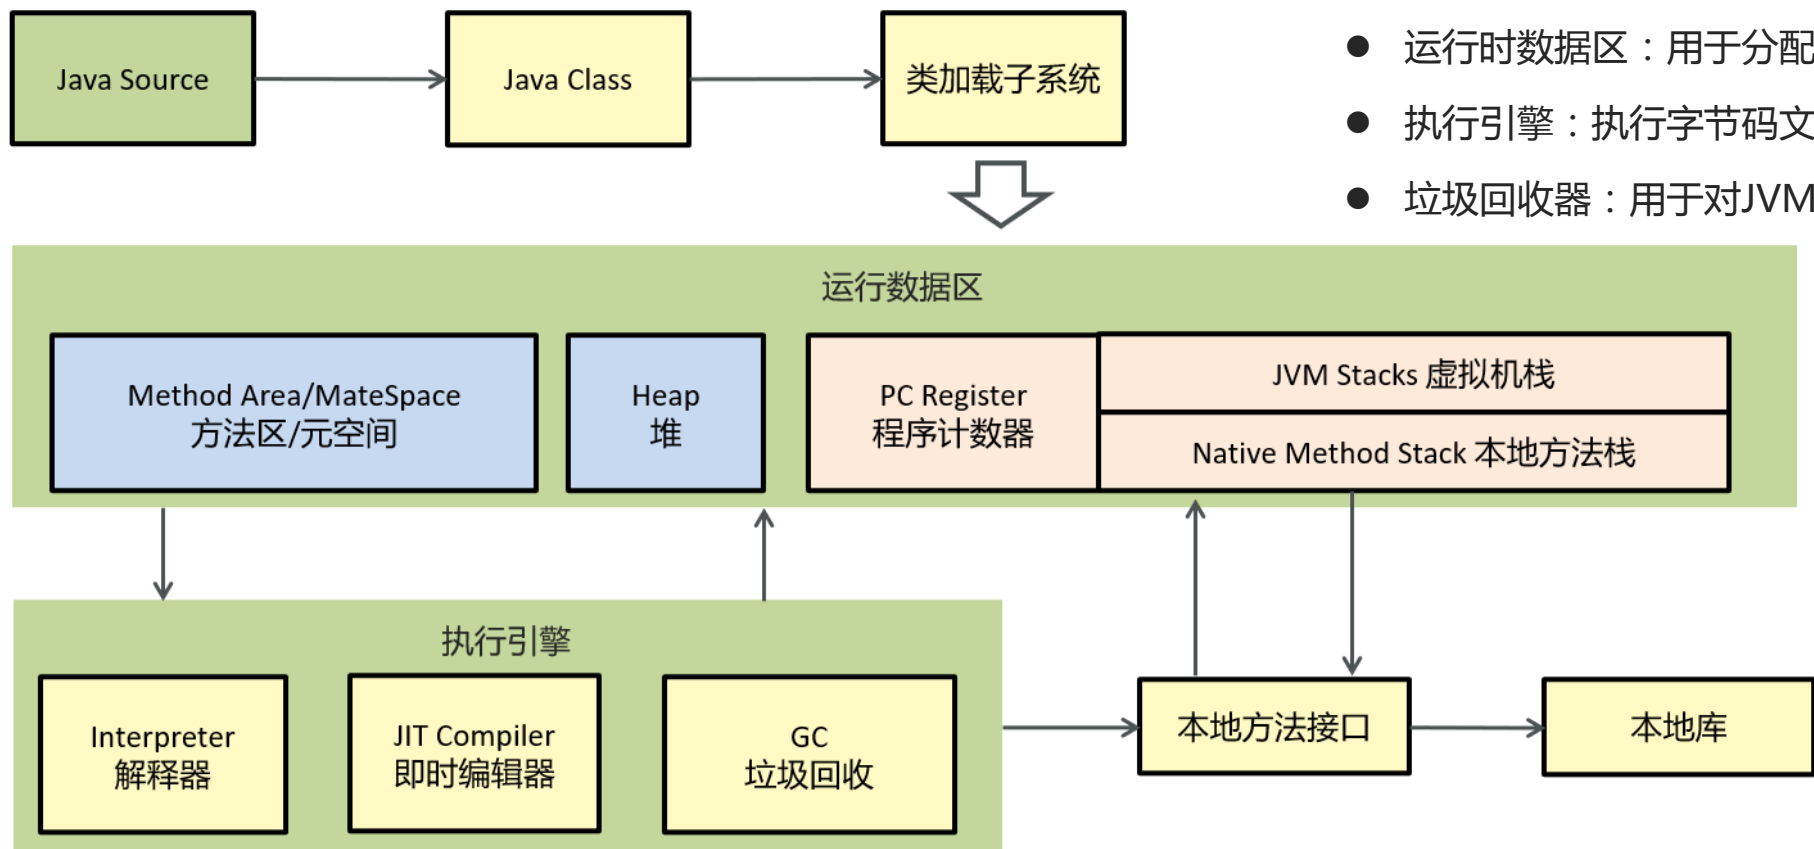 Java Source
Java Class
类加载子系统
● 运行时数据区：用于分配
● 执行引擎：执行字节码文
● 垃圾回收器：用于对JVM
运行数据区
Method Area/MateSpace
方法区/元空间
Heap
堆
PC Register
程序计数器
JVM Stacks 虚拟机栈
Native Method Stack 本地方法栈
执行引擎
Interpreter
解释器
JIT Compiler
即时编辑器
GC
垃圾回收
本地方法接口
本地库